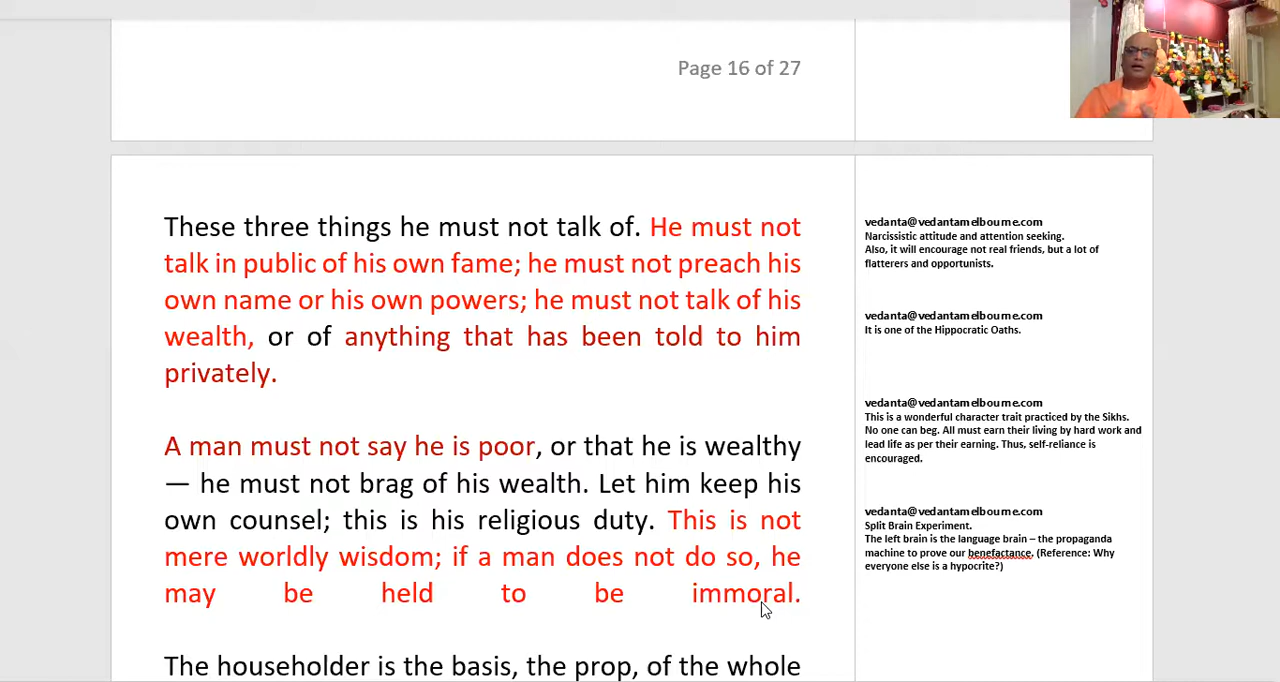 Page 16 of 27
These three things he must not talk of. He must not
talk in public of his own fame; he must not preach his
own name or his own powers; he must not talk of his
wealth, or of anything that has been told to him
privately.
A man must not say he is poor, or that he is wealthy
— he must not brag of his wealth. Let him keep his
own counsel; this is his religious duty. This is not
mere worldly wisdom; if a man does not do so, he
may be held to be immoral.
The householder is the basis, the prop, of the whole
vedanta@vedantamelbourne.com
Narcissistic attitude and attention seeking.
Also, it will encourage not real friends, but a lot of
flatterers and opportunists.
vedanta@vedantamelbourne.com
It is one of the Hippocratic Oaths.
vedanta@vedantamelbourne.com
This is a wonderful character trait practiced by the Sikhs.
No one can beg. All must earn their living by hard work and
lead life as per their earning. Thus, self-reliance is
encouraged.
vedanta@vedantamelbourne.com
Split Brain Experiment.
The left brain is the language brain – the propaganda
machine to prove our benefactance. (Reference: Why
everyone else is a hypocrite?)